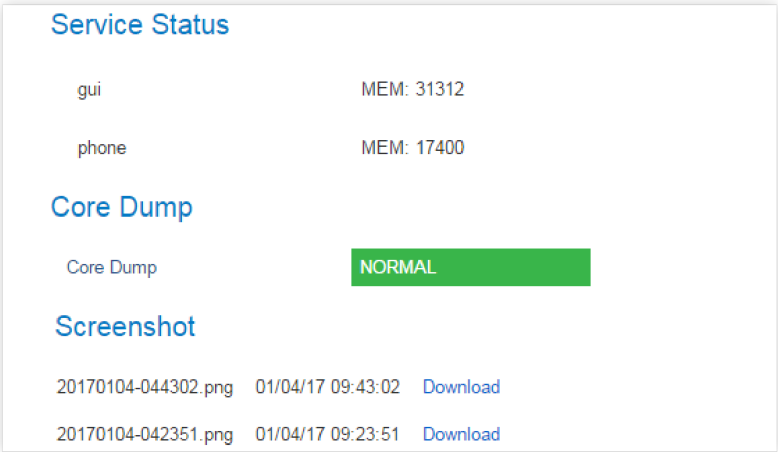 Service Status
gui MEM: 31312
phone MEM: 17400
Core Dump
Core Dump NORMAL
Screenshot
20170104-044302.png 01/04/17 09:43:02 Download
20170104-042351.png 01/04/17 09:23:51 Download